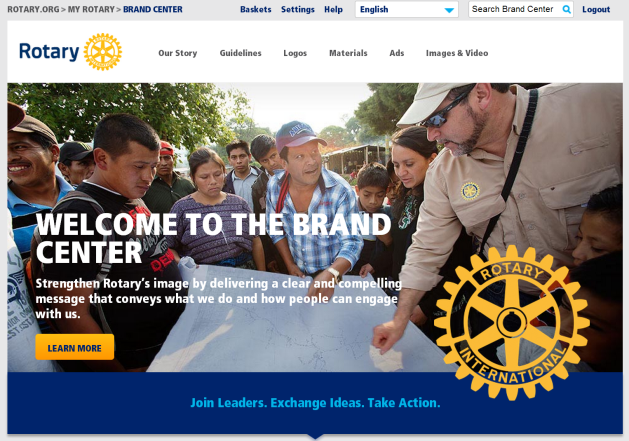 ROTARY.ORG > MY ROTARY > BRAND CENTER
Baskets Settings Help English Search Brand Center Logout
Rotary
Our Story Guidelines Logos Materials Ads Images & Video
WELCOME TO THE BRAND
CENTER
Strengthen Rotary's image by delivering a clear and compelling
message that conveys what we do and how people can engage
with us.
LEARN MORE
ROTARY
INTERNATIONAL
Join Leaders. Exchange Ideas. Take Action.